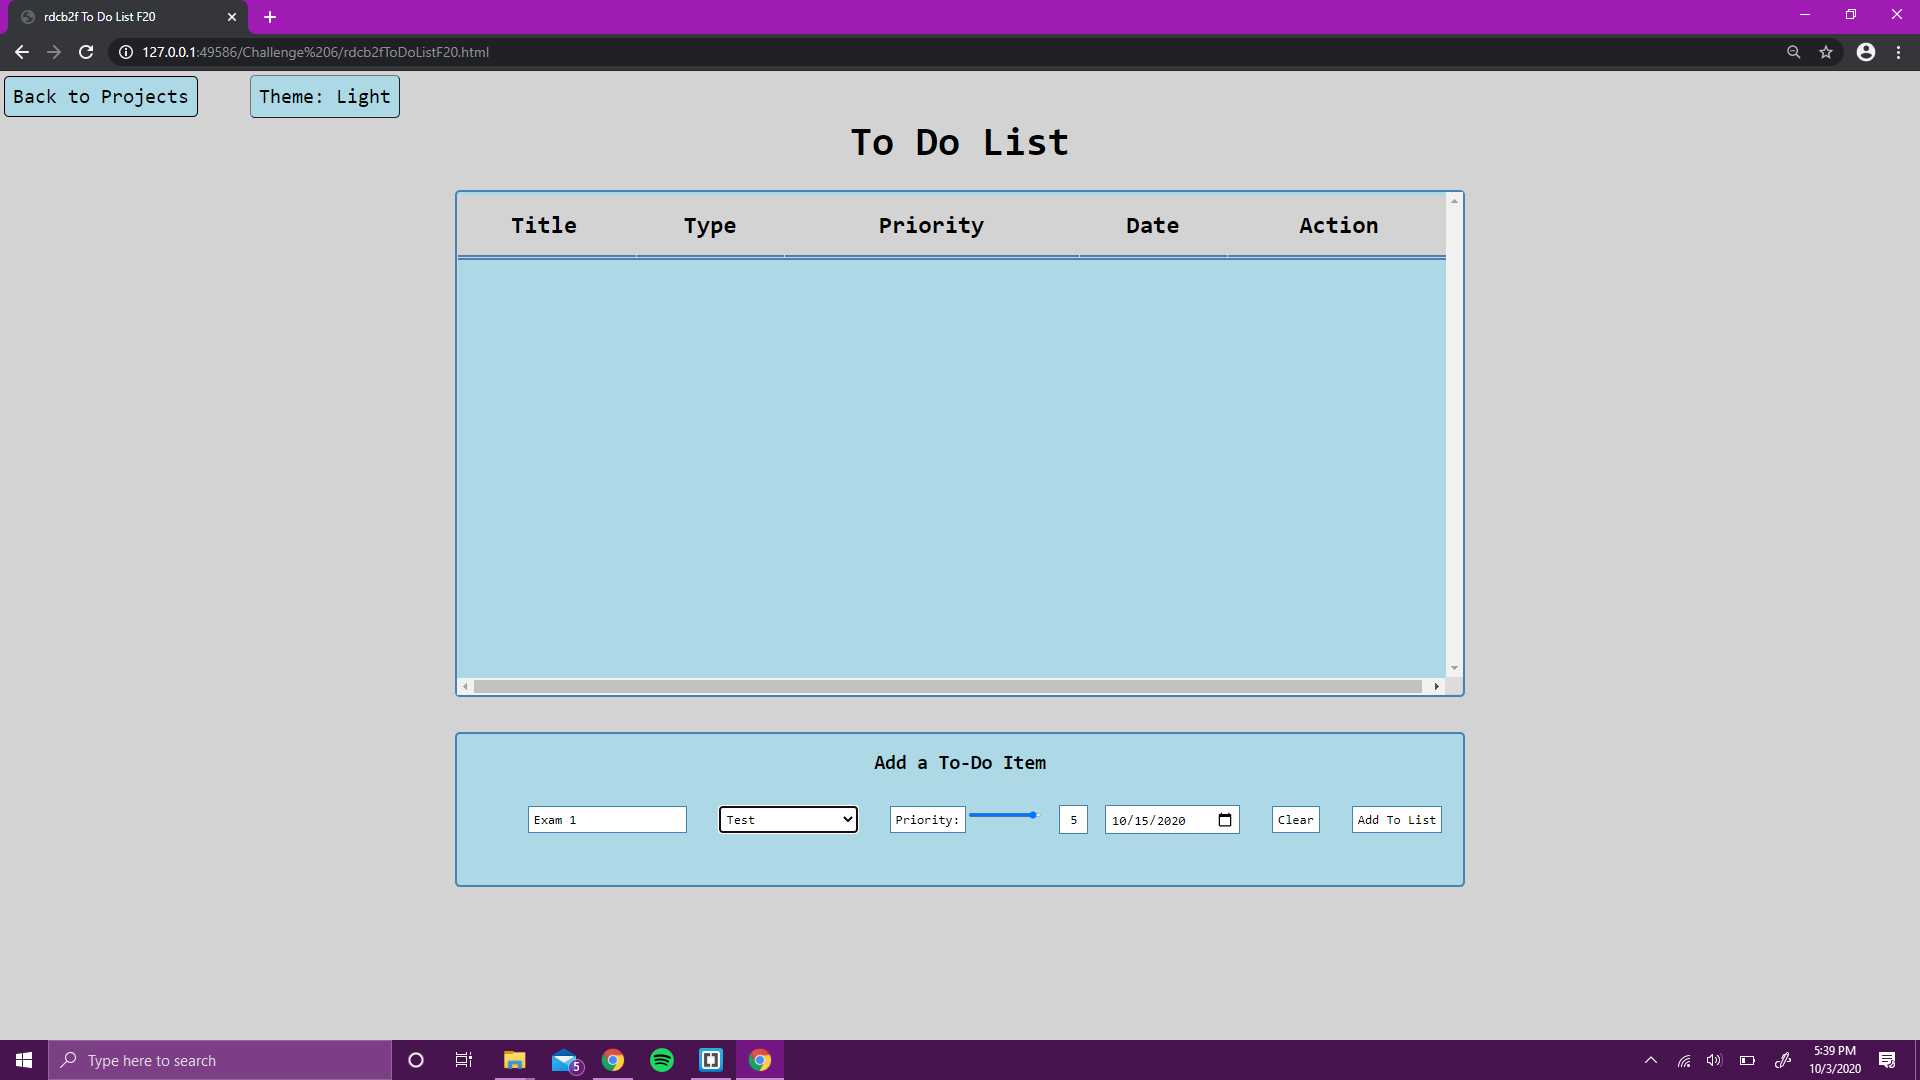 rdcb2f To Do List F20
127.0.0.1:49586/Challenge%206/rdcb2fToDoListF20.html
Back to Projects
Theme: Light
To Do List
Title Type Priority Date Action
Add a To-Do Item
Exam 1 Test Priority: 5 10/15/2020 Clear Add To List
Type here to search
5
5:39 PM
10/3/2020